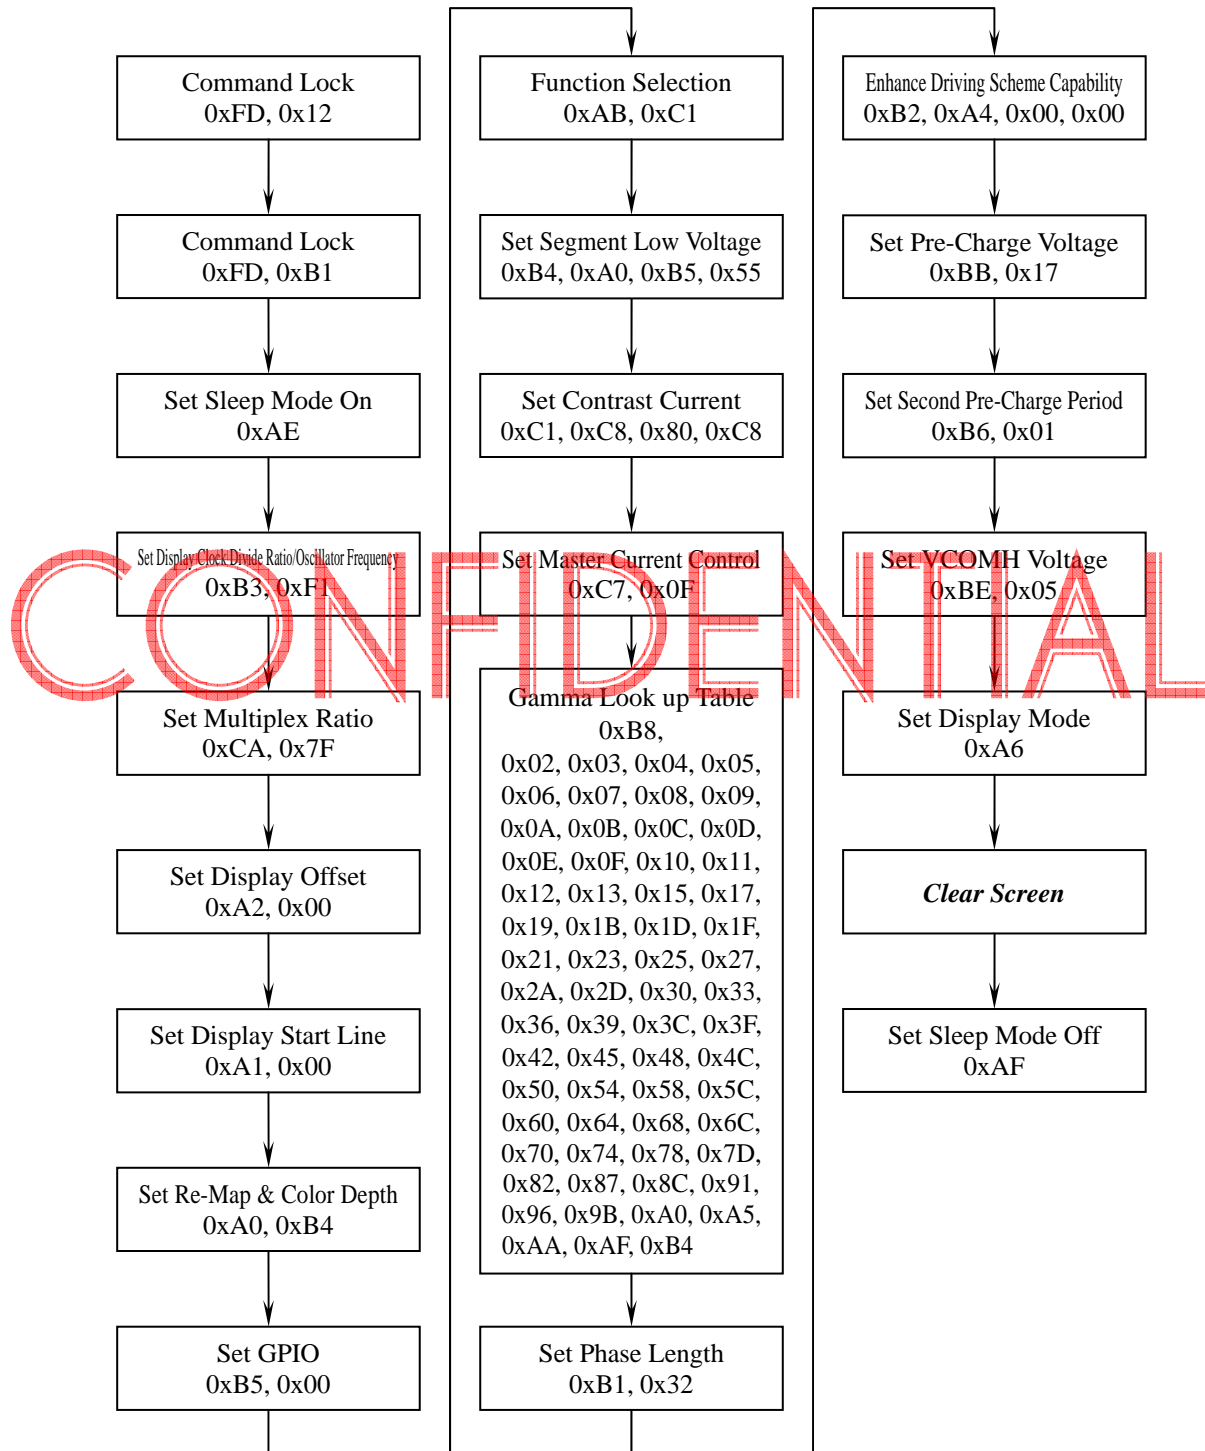 Command Lock
0xFD, 0x12
Command Lock
0xFD, 0xB1
Set Sleep Mode On
0xAE
Set Display Clock Divide Ratio/Oscillator Frequency
0xB3, 0xF1
Set Multiplex Ratio
0xCA, 0x7F
Set Display Offset
0xA2, 0x00
Set Display Start Line
0xA1, 0x00
Set Re-Map & Color Depth
0xA0, 0xB4
Set GPIO
0xB5, 0x00
Function Selection
0xAB, 0xC1
Set Segment Low Voltage
0xB4, 0xA0, 0xB5, 0x55
Set Contrast Current
0xC1, 0xC8, 0x80, 0xC8
Set Master Current Control
0xC7, 0x0F
Gamma Look up Table
0xB8,
0x02, 0x03, 0x04, 0x05,
0x06, 0x07, 0x08, 0x09,
0x0A, 0x0B, 0x0C, 0x0D,
0x0E, 0x0F, 0x10, 0x11,
0x12, 0x13, 0x15, 0x17,
0x19, 0x1B, 0x1D, 0x1F,
0x21, 0x23, 0x25, 0x27,
0x2A, 0x2D, 0x30, 0x33,
0x36, 0x39, 0x3C, 0x3F,
0x42, 0x45, 0x48, 0x4C,
0x50, 0x54, 0x58, 0x5C,
0x60, 0x64, 0x68, 0x6C,
0x70, 0x74, 0x78, 0x7D,
0x82, 0x87, 0x8C, 0x91,
0x96, 0x9B, 0xA0, 0xA5,
0xAA, 0xAF, 0xB4
Set Phase Length
0xB1, 0x32
Enhance Driving Scheme Capability
0xB2, 0xA4, 0x00, 0x00
Set Pre-Charge Voltage
0xBB, 0x17
Set Second Pre-Charge Period
0xB6, 0x01
Set VCOMH Voltage
0xBE, 0x05
Set Display Mode
0xA6
Clear Screen
Set Sleep Mode Off
0xAF
CONFIDENTIAL